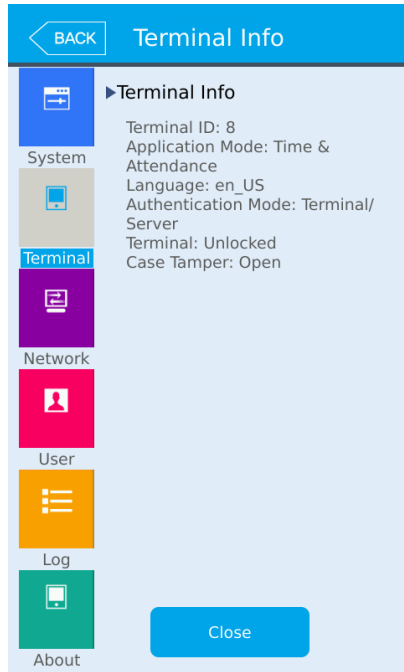 BACK
Terminal Info
Terminal Info
Terminal ID: 8
Application Mode: Time &
Attendance
Language: en_US
Authentication Mode: Terminal/
Server
Terminal: Unlocked
Case Tamper: Open
System
Terminal
Network
User
Log
About
Close